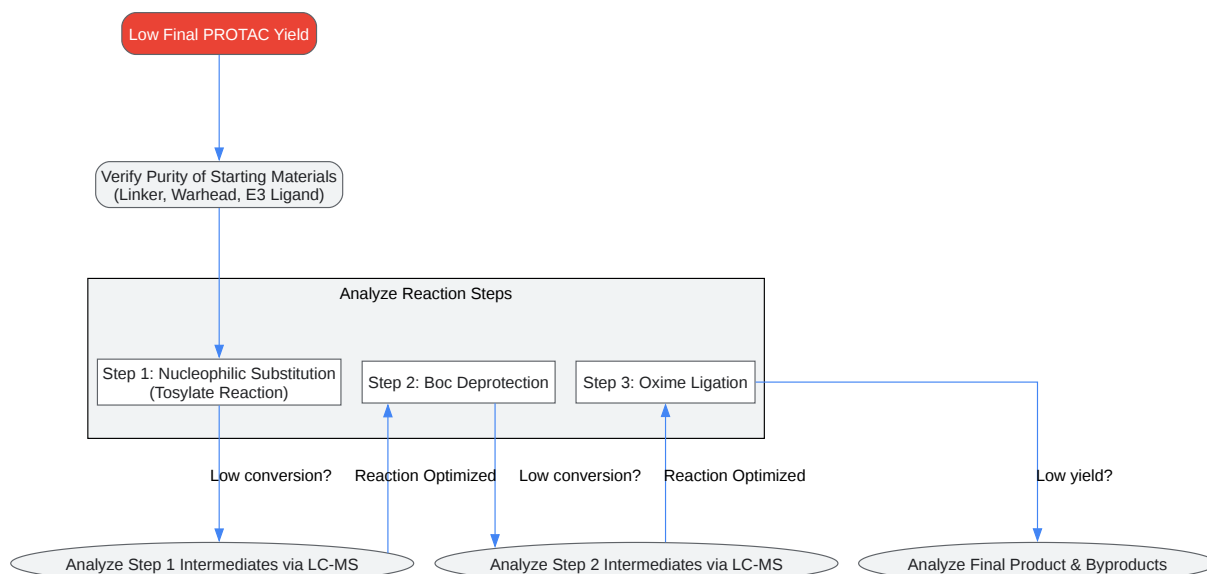 Low Final PROTAC Yield
Verify Purity of Starting Materials
(Linker, Warhead, E3 Ligand)
Analyze Reaction Steps
Step 1: Nucleophilic Substitution
(Tosylate Reaction)
Step 2: Boc Deprotection
Step 3: Oxime Ligation
Low conversion?
Reaction Optimized
Low conversion?
Reaction Optimized
Low yield?
Analyze Step 1 Intermediates via LC-MS
Analyze Step 2 Intermediates via LC-MS
Analyze Final Product & Byproducts